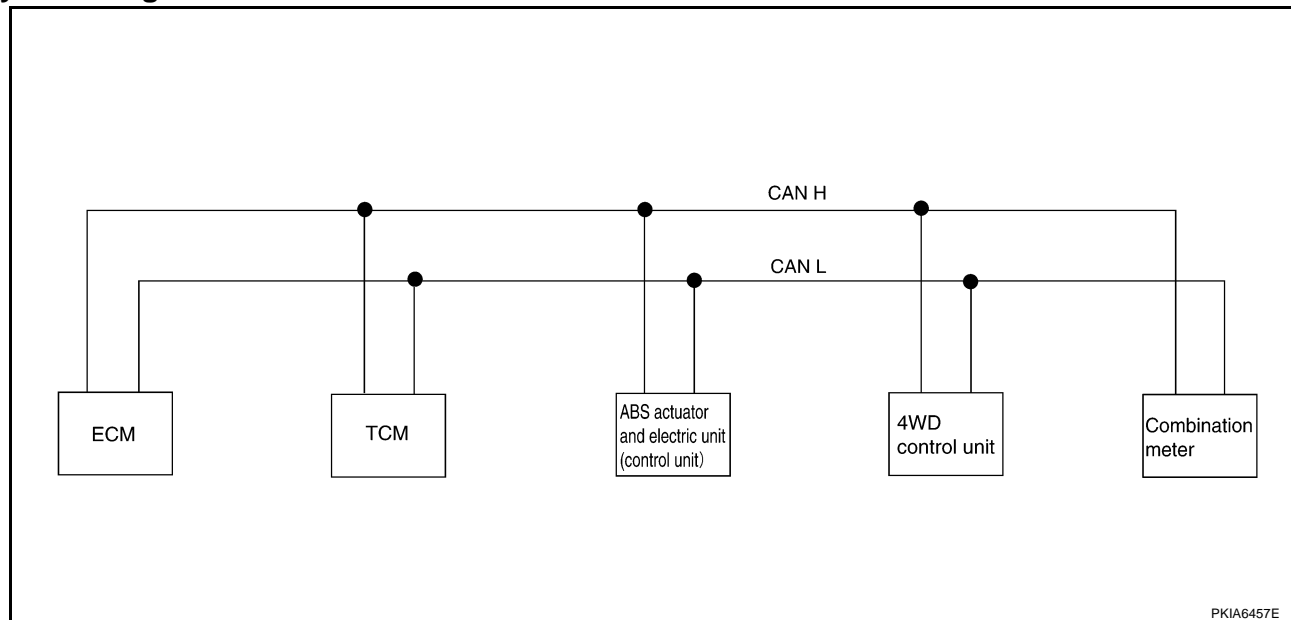 CAN H
CAN L
ECM
TCM
ABS actuator
and electric unit
(control unit)
4WD
control unit
Combination
meter
PKIA6457E